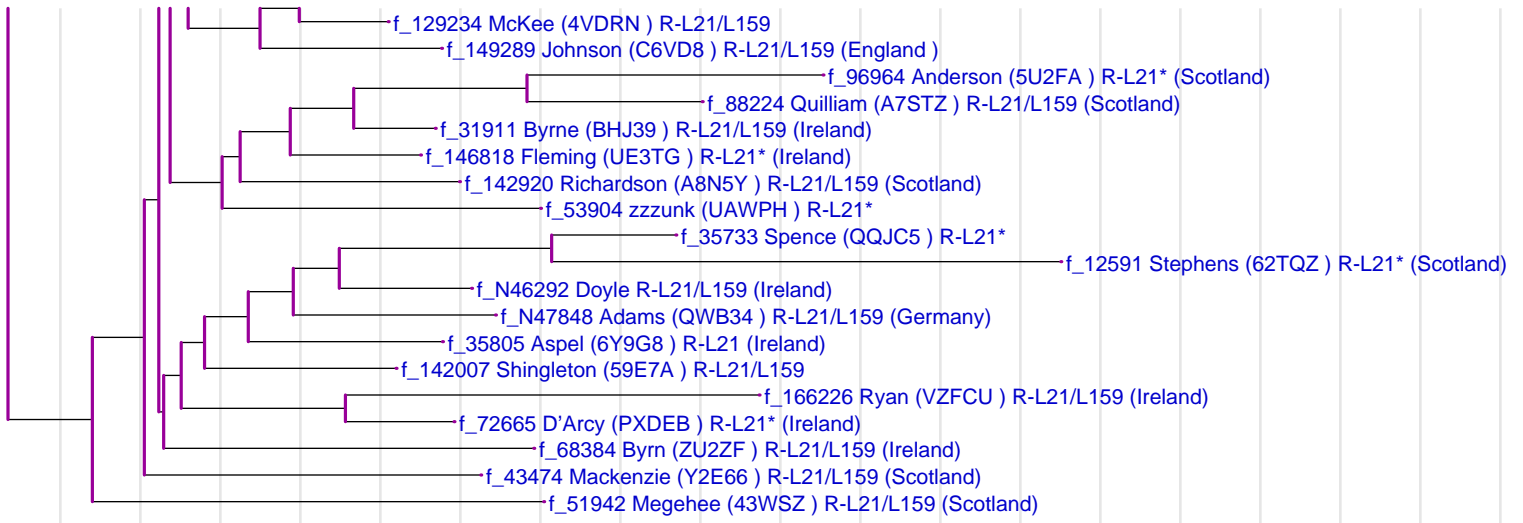 f_129234 McKee (4VDRN ) R-L21/L159
f_149289 Johnson (C6VD8 ) R-L21/L159 (England )
f_96964 Anderson (5U2FA ) R-L21* (Scotland)
f_88224 Quilliam (A7STZ ) R-L21/L159 (Scotland)
f_31911 Byrne (BHJ39 ) R-L21/L159 (Ireland)
f_146818 Fleming (UE3TG ) R-L21* (Ireland)
f_142920 Richardson (A8N5Y ) R-L21/L159 (Scotland)
f_53904 zzzunk (UAWPH ) R-L21*
f_35733 Spence (QQJC5 ) R-L21*
f_12591 Stephens (62TQZ ) R-L21* (Scotland)
f_N46292 Doyle R-L21/L159 (Ireland)
f_N47848 Adams (QWB34 ) R-L21/L159 (Germany)
f_35805 Aspel (6Y9G8 ) R-L21 (Ireland)
f_142007 Shingleton (59E7A ) R-L21/L159
f_166226 Ryan (VZFCU ) R-L21/L159 (Ireland)
f_72665 D'Arcy (PXDEB ) R-L21* (Ireland)
f_68384 Byrn (ZU2ZF ) R-L21/L159 (Ireland)
f_43474 Mackenzie (Y2E66 ) R-L21/L159 (Scotland)
f_51942 Megehee (43WSZ ) R-L21/L159 (Scotland)